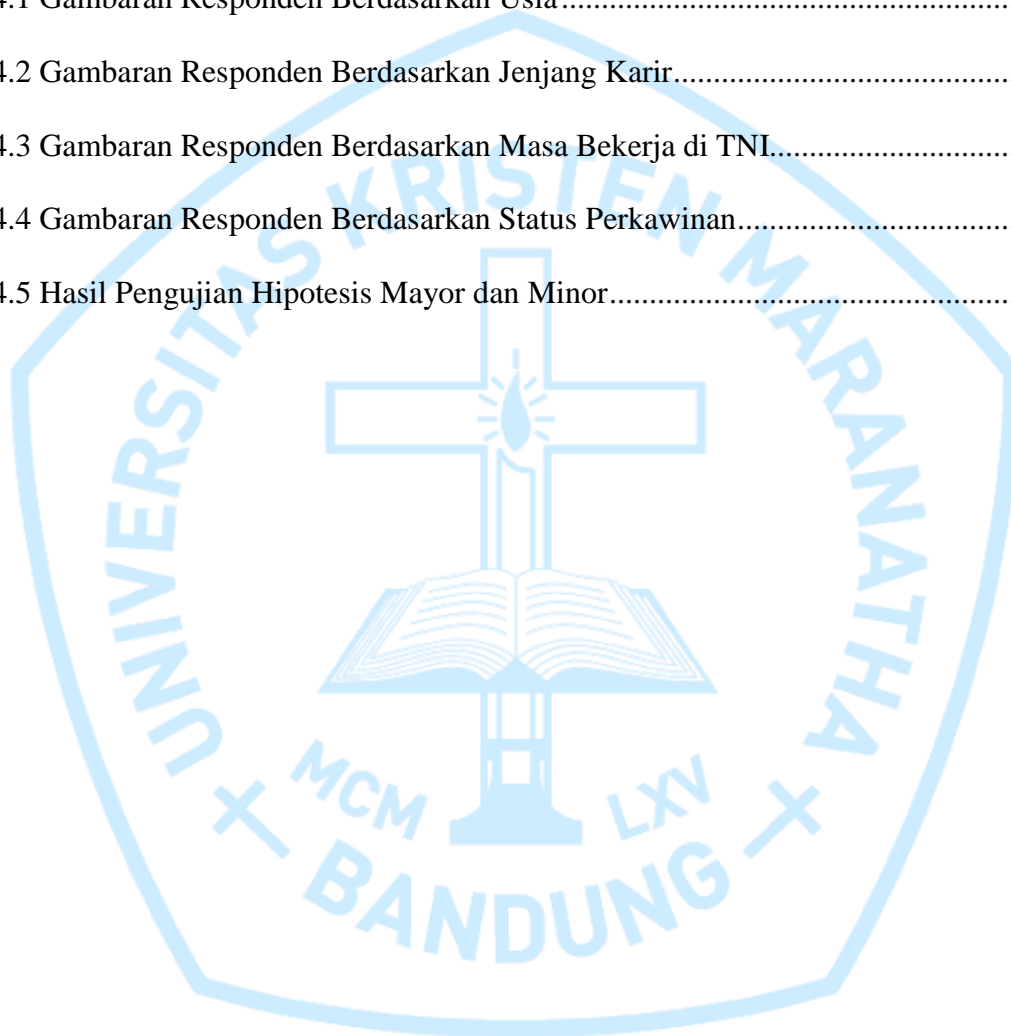 4.1 Gambaran Responden Berdasarkan Usia..........................................................
4.2 Gambaran Responden Berdasarkan Jenjang Karir..........................................
4.3 Gambaran Responden Berdasarkan Masa Bekerja di TNI.............................
4.4 Gambaran Responden Berdasarkan Status Perkawinan..................................
4.5 Hasil Pengujian Hipotesis Mayor dan Minor.....................................................
UNIVERSITAS KRISTEN MARANATHA
MCM LXV
BANDUNG